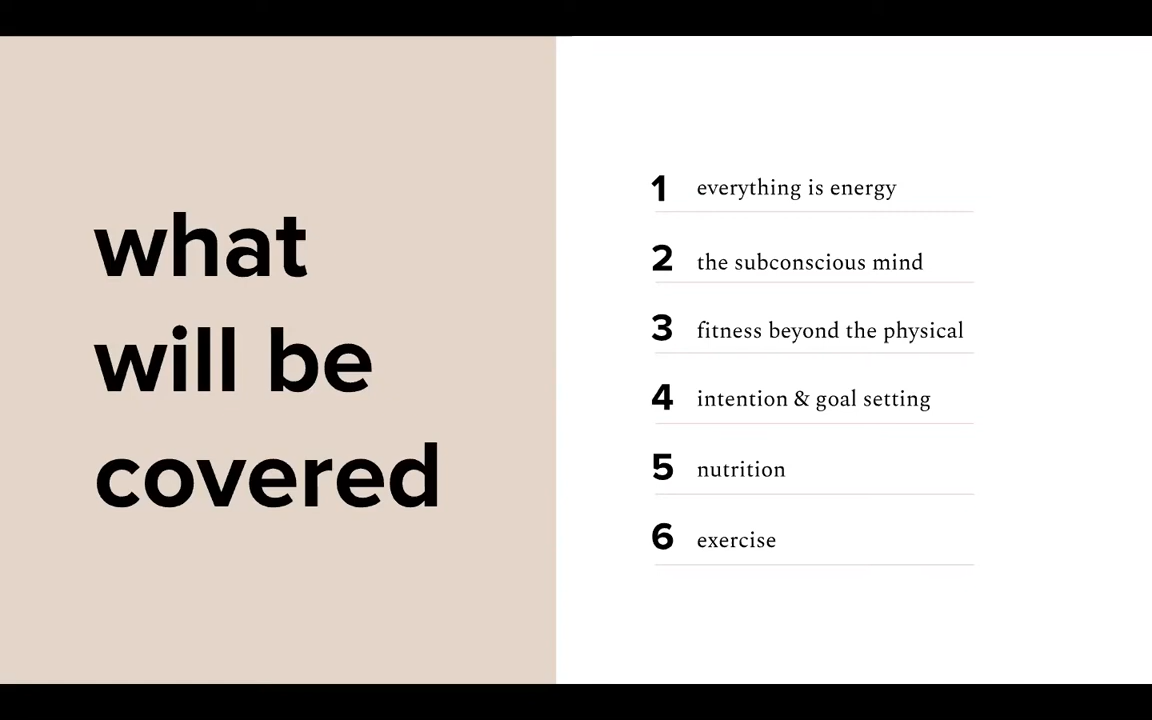 what
will be
covered
1 everything is energy
2 the subconscious mind
3 fitness beyond the physical
4 intention & goal setting
5 nutrition
6 exercise